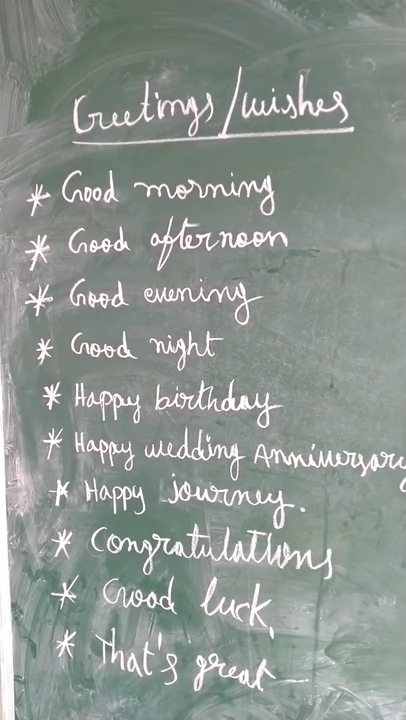 Greetings/wishes
* Good morning
* Good afternoon
* Good evening
* Good night
* Happy birthday
* Happy wedding Anniversary
* Happy journey.
* Congratulations
* Good luck,
* That's great